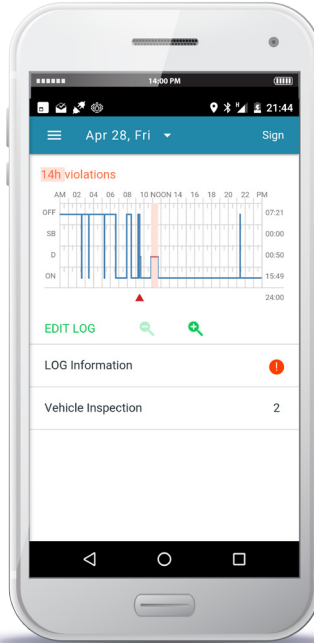 14:00 PM
21:44
Apr 28, Fri
Sign
14h violations
AM 02 04 06 08 10 NOON 14 16 18 20 22 PM
OFF 07:21
SB 00:00
D 00:50
ON 15:49
24:00
EDIT LOG
LOG Information
Vehicle Inspection 2